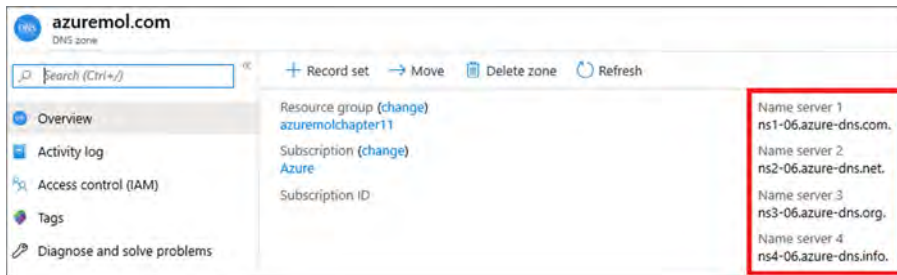 azuremol.com
DNS zone
Search (Ctrl+/)
«
Overview
Activity log
Access control (IAM)
Tags
Diagnose and solve problems
+ Record set → Move Delete zone Refresh
Resource group (change)
azuremolchapter11
Subscription (change)
Azure
Subscription ID
Name server 1
ns1-06.azure-dns.com.
Name server 2
ns2-06.azure-dns.net.
Name server 3
ns3-06.azure-dns.org.
Name server 4
ns4-06.azure-dns.info.